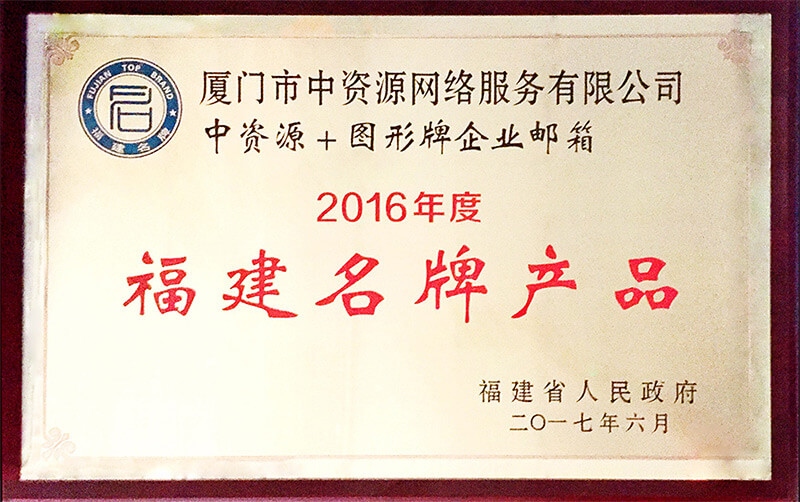 FUJIAN TOP BRAND
福建名牌
厦门市中资源网络服务有限公司
中资源+图形牌企业邮箱
2016年度
福建名牌产品
福建省人民政府
二〇一七年六月